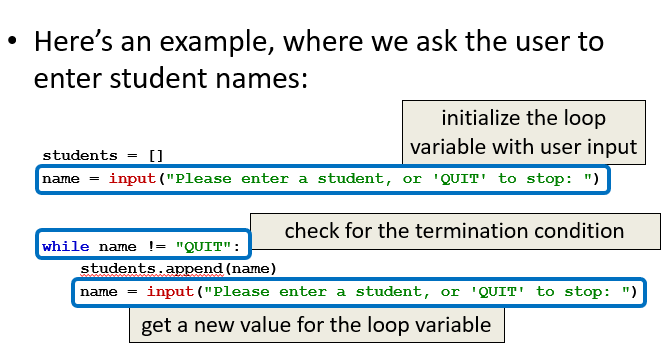 • Here’s an example, where we ask the user to
enter student names:
initialize the loop
variable with user input
students = []
name = input("Please enter a student, or 'QUIT' to stop: ")
check for the termination condition
while name != "QUIT":
students.append(name)
name = input("Please enter a student, or 'QUIT' to stop: ")
get a new value for the loop variable